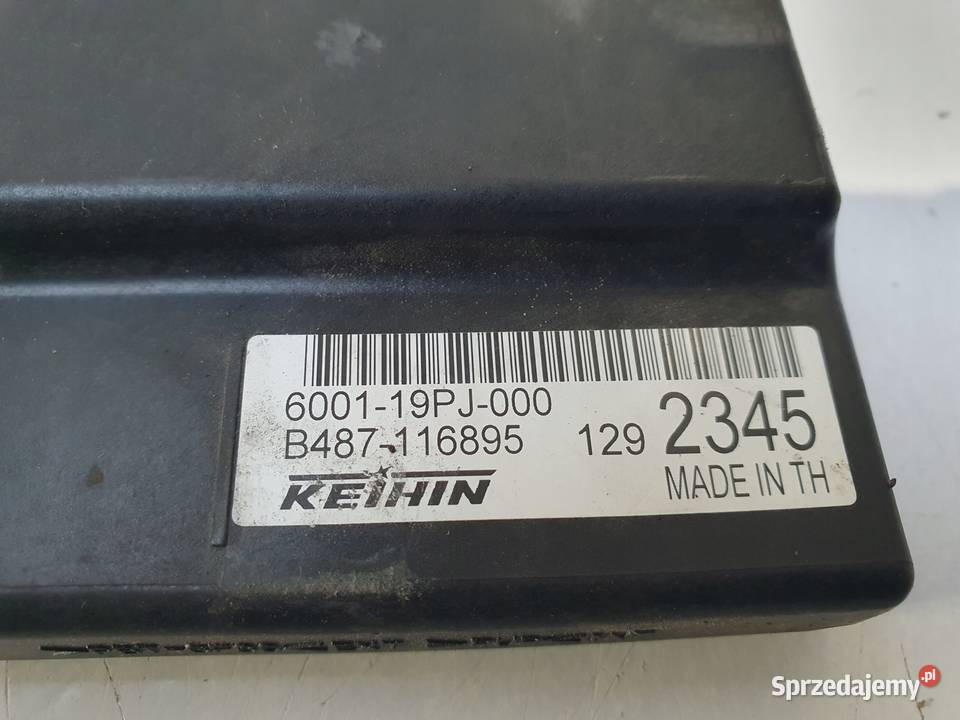 6001-19PJ-000
B487-116895 129 2345
KEIHIN MADE IN TH
Sprzedajemy.pl